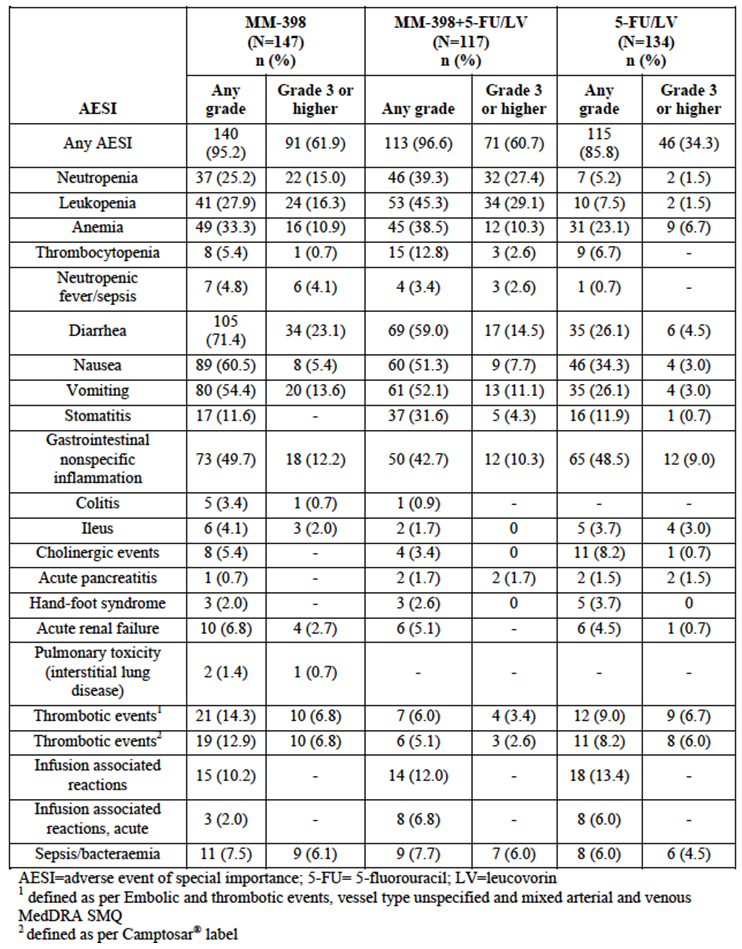 MM-398 MM-398+5-FU/LV 5-FU/LV
(N=147) (N=117) (N=134)
n (%) n (%) n (%)
AESI Any grade Grade 3 or higher Any grade Grade 3 or higher Any grade Grade 3 or higher
Any AESI 140 (95.2) 91 (61.9) 113 (96.6) 71 (60.7) 115 (85.8) 46 (34.3)
Neutropenia 37 (25.2) 22 (15.0) 46 (39.3) 32 (27.4) 7 (5.2) 2 (1.5)
Leukopenia 41 (27.9) 24 (16.3) 53 (45.3) 34 (29.1) 10 (7.5) 2 (1.5)
Anemia 49 (33.3) 16 (10.9) 45 (38.5) 12 (10.3) 31 (23.1) 9 (6.7)
Thrombocytopenia 8 (5.4) 1 (0.7) 15 (12.8) 3 (2.6) 9 (6.7) -
Neutropenic fever/sepsis 7 (4.8) 6 (4.1) 4 (3.4) 3 (2.6) 1 (0.7) -
Diarrhea 105 (71.4) 34 (23.1) 69 (59.0) 17 (14.5) 35 (26.1) 6 (4.5)
Nausea 89 (60.5) 8 (5.4) 60 (51.3) 9 (7.7) 46 (34.3) 4 (3.0)
Vomiting 80 (54.4) 20 (13.6) 61 (52.1) 13 (11.1) 35 (26.1) 4 (3.0)
Stomatitis 17 (11.6) - 37 (31.6) 5 (4.3) 16 (11.9) 1 (0.7)
Gastrointestinal nonspecific inflammation 73 (49.7) 18 (12.2) 50 (42.7) 12 (10.3) 65 (48.5) 12 (9.0)
Colitis 5 (3.4) 1 (0.7) 1 (0.9) - - -
Ileus 6 (4.1) 3 (2.0) 2 (1.7) 0 5 (3.7) 4 (3.0)
Cholinergic events 8 (5.4) - 4 (3.4) 0 11 (8.2) 1 (0.7)
Acute pancreatitis 1 (0.7) 2 (1.7) 2 (1.7) 2 (1.5) 2 (1.5)
Hand-foot syndrome 3 (2.0) - 3 (2.6) 0 5 (3.7) 0
Acute renal failure 10 (6.8) 4 (2.7) 6 (5.1) - 6 (4.5) 1 (0.7)
Pulmonary toxicity (interstitial lung disease) 2 (1.4) 1 (0.7) - - - -
Thrombotic events1 21 (14.3) 10 (6.8) 7 (6.0) 4 (3.4) 12 (9.0) 9 (6.7)
Thrombotic events2 19 (12.9) 10 (6.8) 6 (5.1) 3 (2.6) 11 (8.2) 8 (6.0)
Infusion associated reactions 15 (10.2) - 14 (12.0) - 18 (13.4) -
Infusion associated reactions, acute 3 (2.0) - 8 (6.8) - 8 (6.0) -
Sepsis/bacteraemia 11 (7.5) 9 (6.1) 9 (7.7) 7 (6.0) 8 (6.0) 6 (4.5)
AESI=adverse event of special importance; 5-FU= 5-fluorouracil; LV=leucovorin
1 defined as per Embolic and thrombotic events, vessel type unspecified and mixed arterial and venous
MedDRA SMQ
2 defined as per Camptosar® label